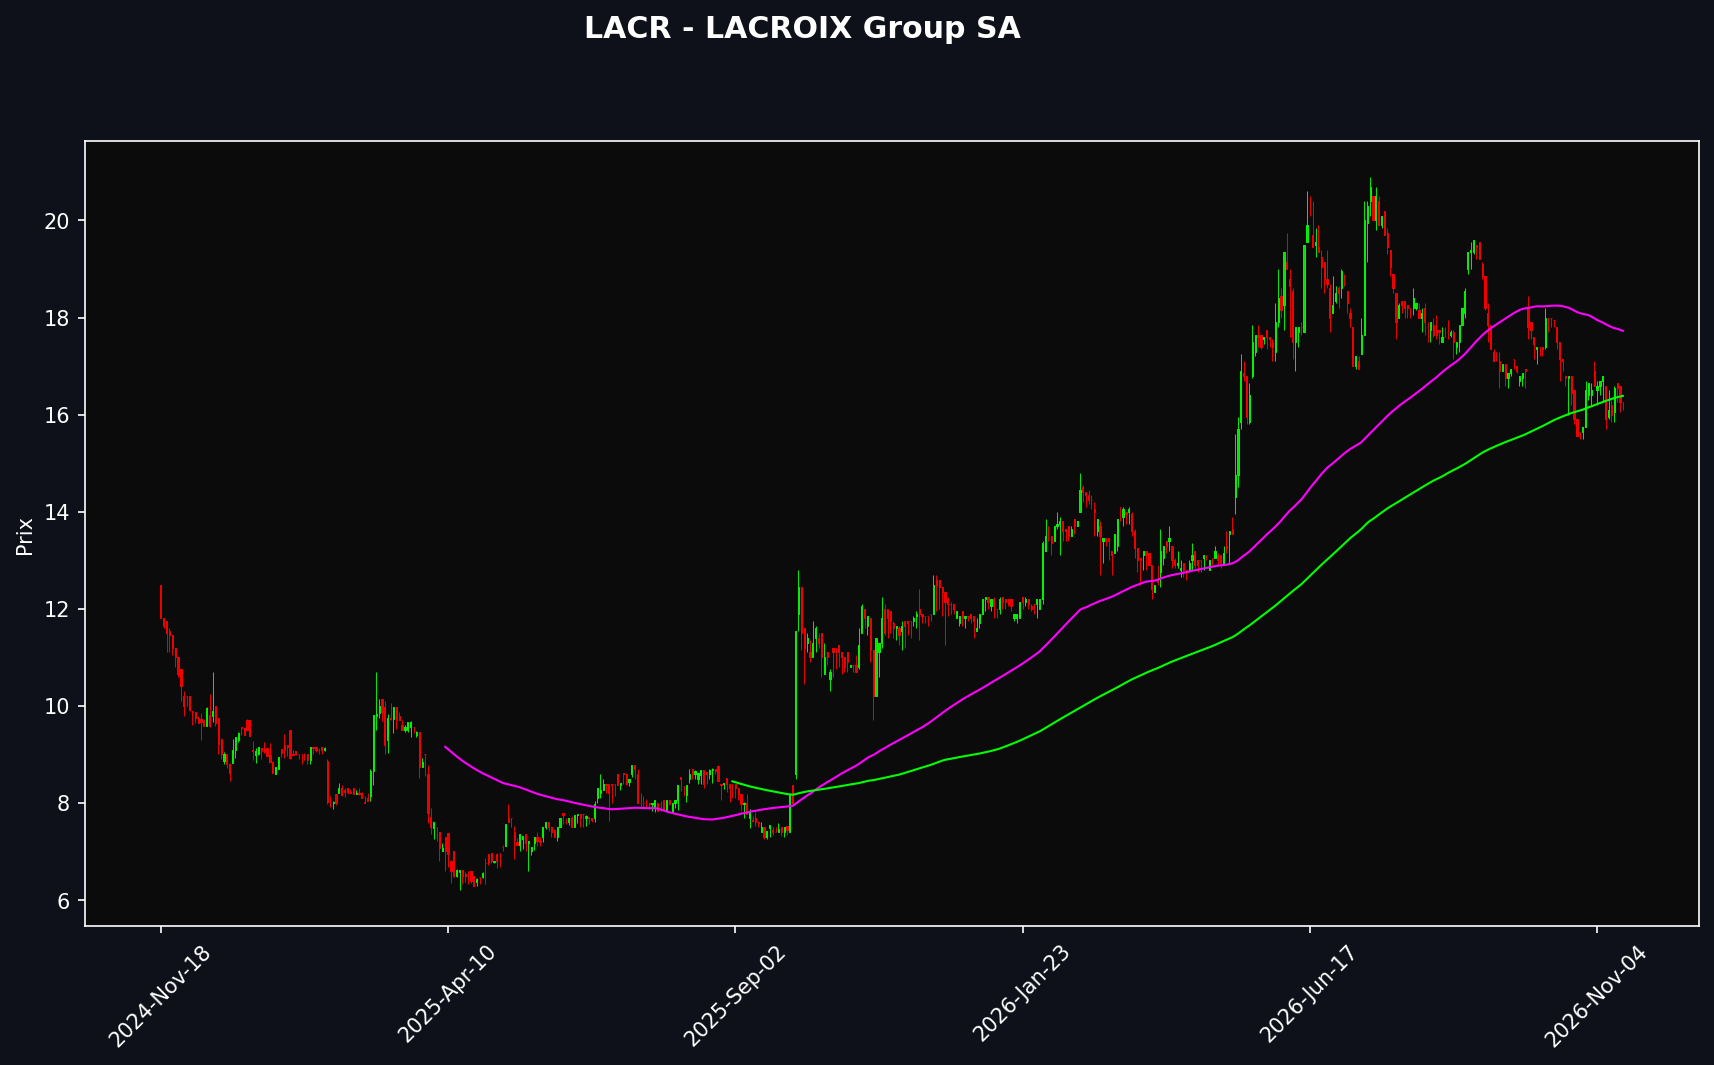 LACR - LACROIX Group SA
Prix
20
18
16
14
12
10
8
6
2024-Nov-18
2025-Apr-10
2025-Sep-02
2026-Jan-23
2026-Jun-17
2026-Nov-04